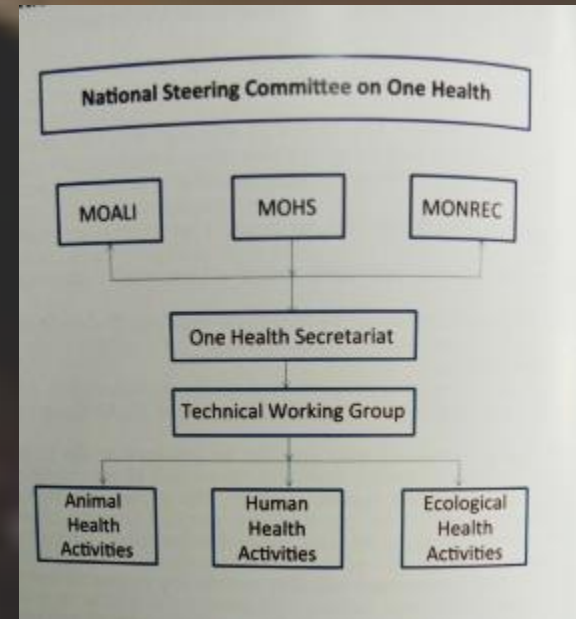 National Steering Committee on One Health
MOALI
MOHS
MONREC
One Health Secretariat
Technical Working Group
Animal
Health
Activities
Human
Health
Activities
Ecological
Health
Activities